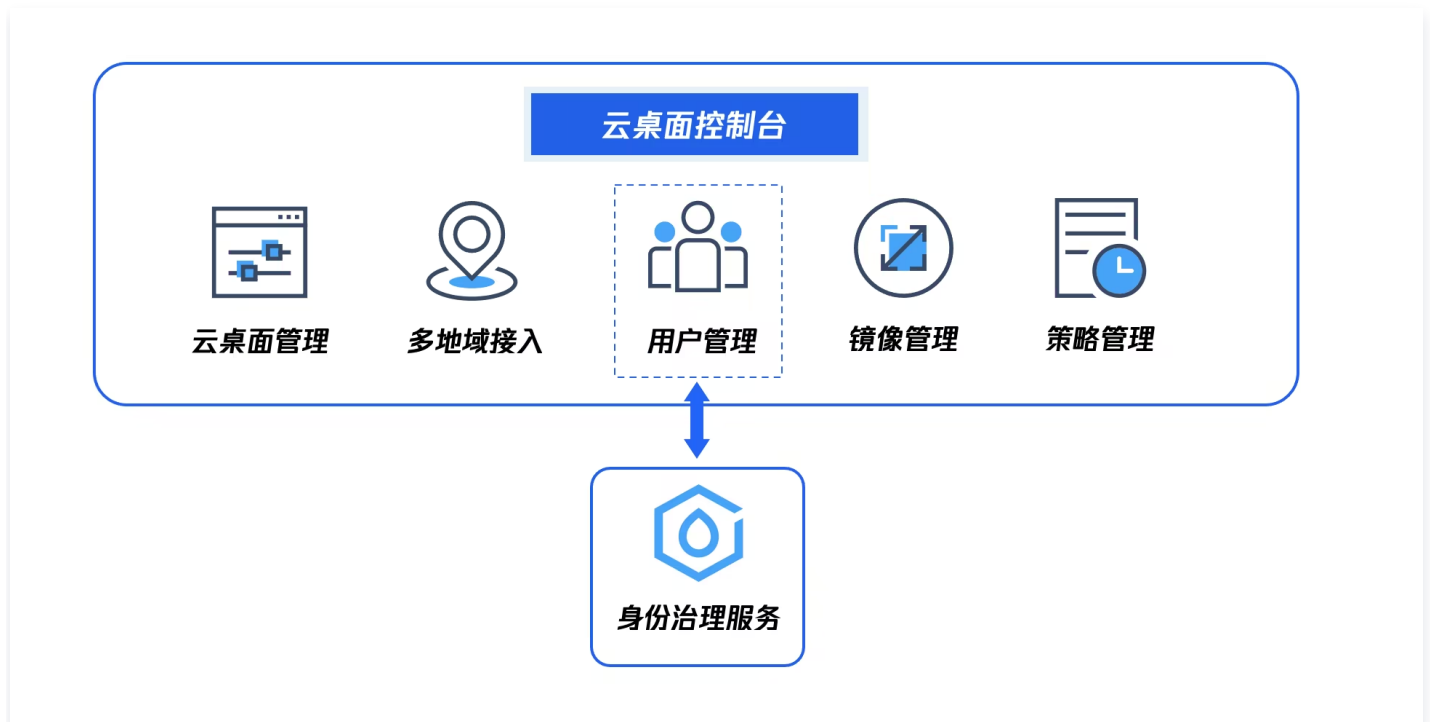 云桌面控制台
云桌面管理
多地域接入
用户管理
镜像管理
策略管理
身份治理服务